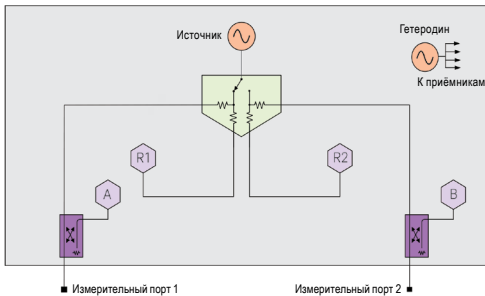 Источник
Гетеродин
К приёмникам
R1
R2
A
B
Измерительный порт 1
Измерительный порт 2